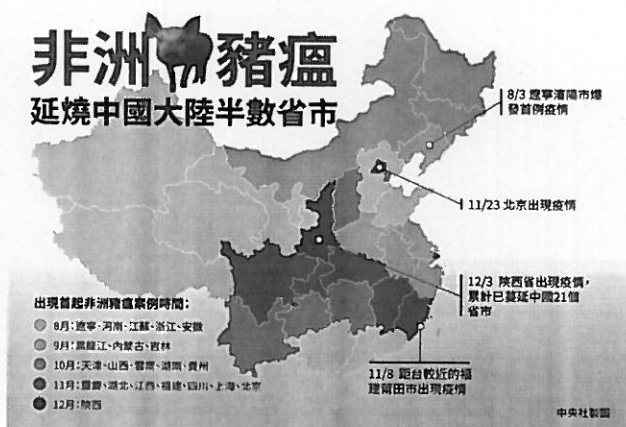 非洲豬瘟
延燒中國大陸半數省市
8/3 遼寧瀋陽市爆
發首例疫情
11/23 北京出現疫情
12/3 陝西省出現疫情，
累計已蔓延中國21個
省市
11/8 距台較近的福
建莆田市出現疫情
出現首起非洲豬瘟案例時間：
8月：遼寧、河南、江蘇、浙江、安徽
9月：黑龍江、內蒙古、吉林
10月：天津、山西、雲南、湖南、貴州
11月：重慶、湖北、江西、福建、四川、上海、北京
12月：陝西
中央社製圖